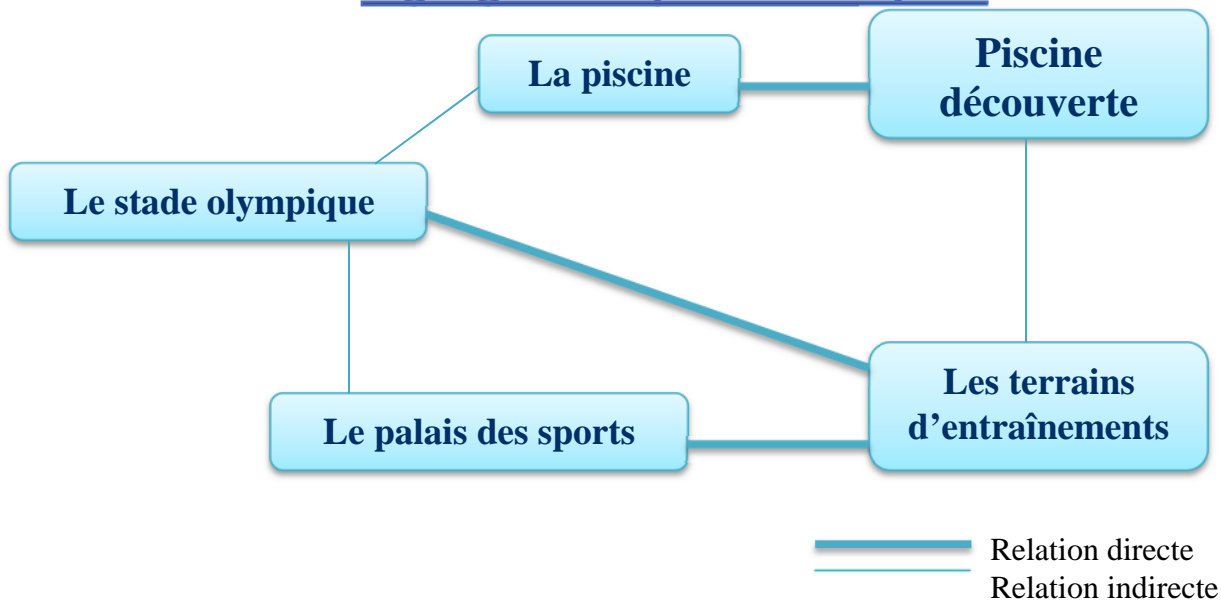 La piscine
Piscine
découverte
Le stade olympique
Les terrains
d’entraînements
Le palais des sports
Relation directe
Relation indirecte